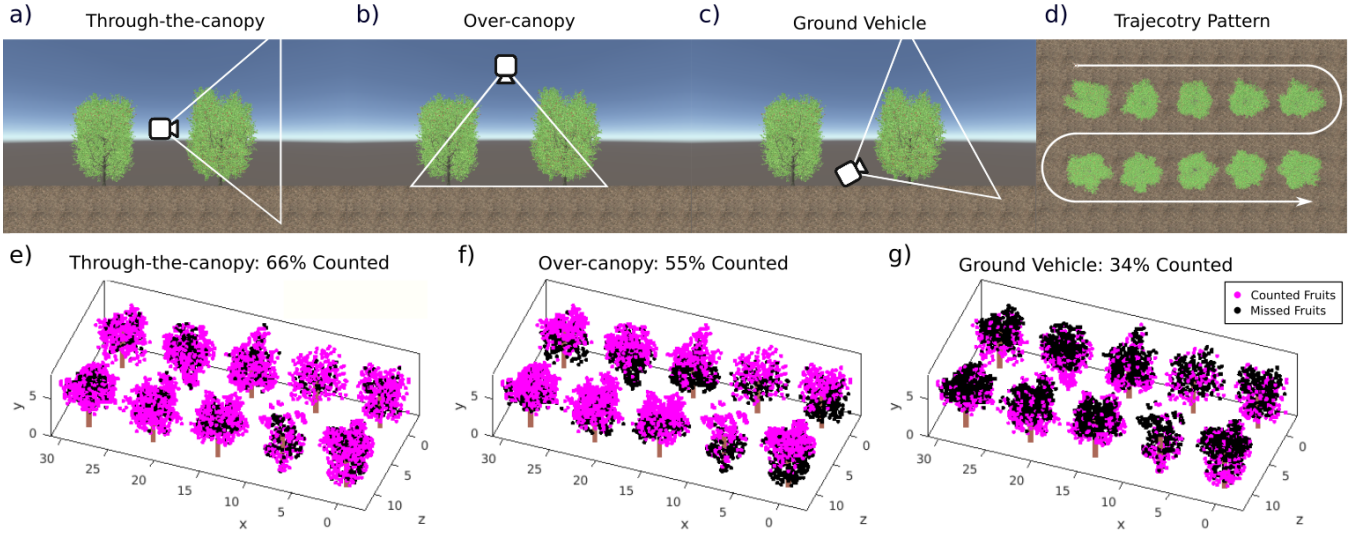 a) Through-the-canopy
b) Over-canopy
c) Ground Vehicle
d) Trajecotry Pattern
e) Through-the-canopy: 66% Counted
y
5
0
30
25
20
15
10
5
0
x
0
5
10
z
f) Over-canopy: 55% Counted
y
5
0
30
25
20
15
10
5
0
x
0
5
10
z
g) Ground Vehicle: 34% Counted
Counted Fruits
Missed Fruits
y
5
0
30
25
20
15
10
5
0
x
0
5
10
z